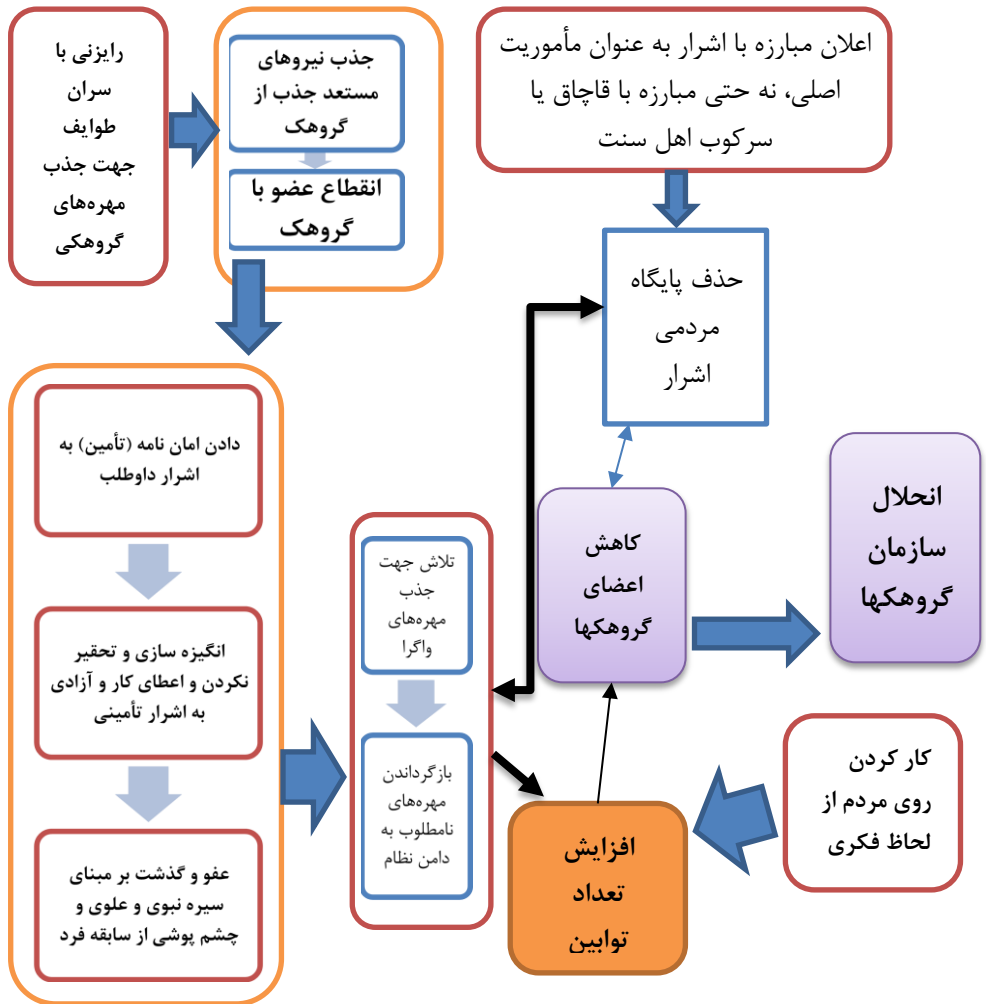 رایزنی با
سران
طوایف
جهت جذب
مهره‌های
گروهکی
جذب نیروهای
مستعد جذب از
گروهک
انقطاع عضو با
گروهک
اعلان مبارزه با اشرار به عنوان مأموریت
اصلی، نه حتی مبارزه با قاچاق یا
سرکوب اهل سنت
حذف پایگاه
مردمی
اشرار
دادن امان نامه (تأمین) به
اشرار داوطلب
انگیزه سازی و تحقیر
نکردن و اعطای کار و آزادی
به اشرار تأمینی
عفو و گذشت بر مبنای
سیره نبوی و علوی و
چشم پوشی از سابقه فرد
تلاش جهت
جذب
مهره‌های
واگرا
بازگرداندن
مهره‌های
نامطلوب به
دامن نظام
کاهش
اعضای
گروهکها
انحلال
سازمان
گروهکها
افزایش
تعداد
توابین
کار کردن
روی مردم از
لحاظ فکری